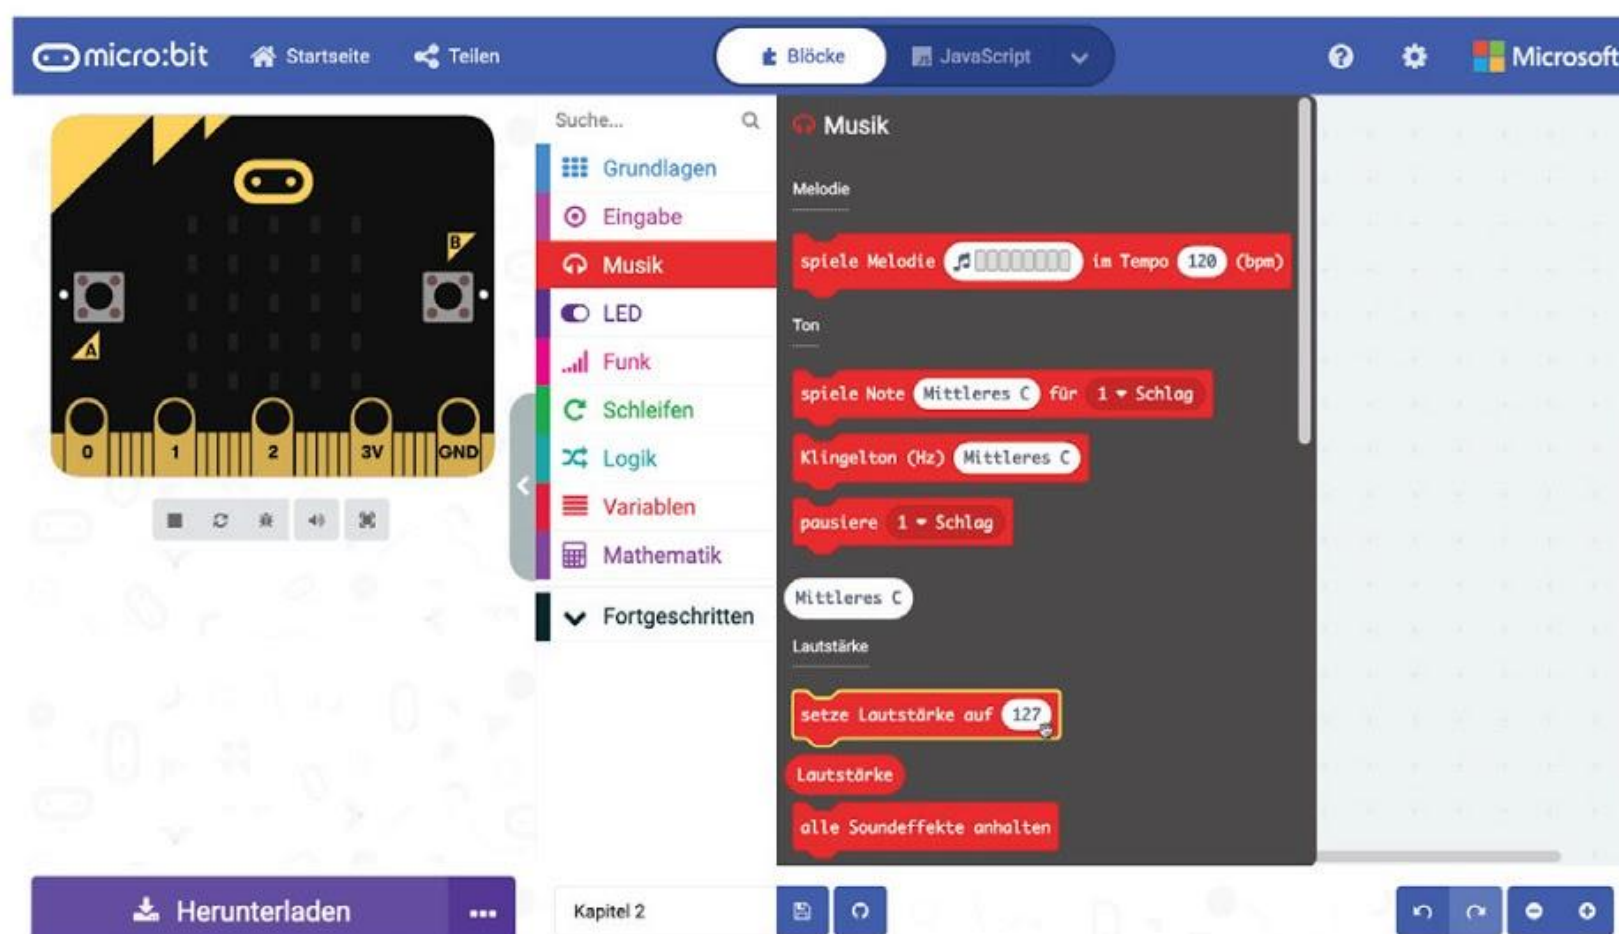 micro:bit
Startseite
Teilen
Blöcke
JavaScript
Microsoft
B
A
0 1 2 3V GND
Suche...
Grundlagen
Eingabe
Musik
LED
Funk
Schleifen
Logik
Variablen
Mathematik
Fortgeschritten
Musik
Melodie
spiele Melodie im Tempo 120 (bpm)
Ton
spiele Note Mittleres C für 1 Schlag
Klingelton (Hz) Mittleres C
pausiere 1 Schlag
Mittleres C
Lautstärke
setze Lautstärke auf 127
Lautstärke
alle Soundeffekte anhalten
Herunterladen
Kapitel 2